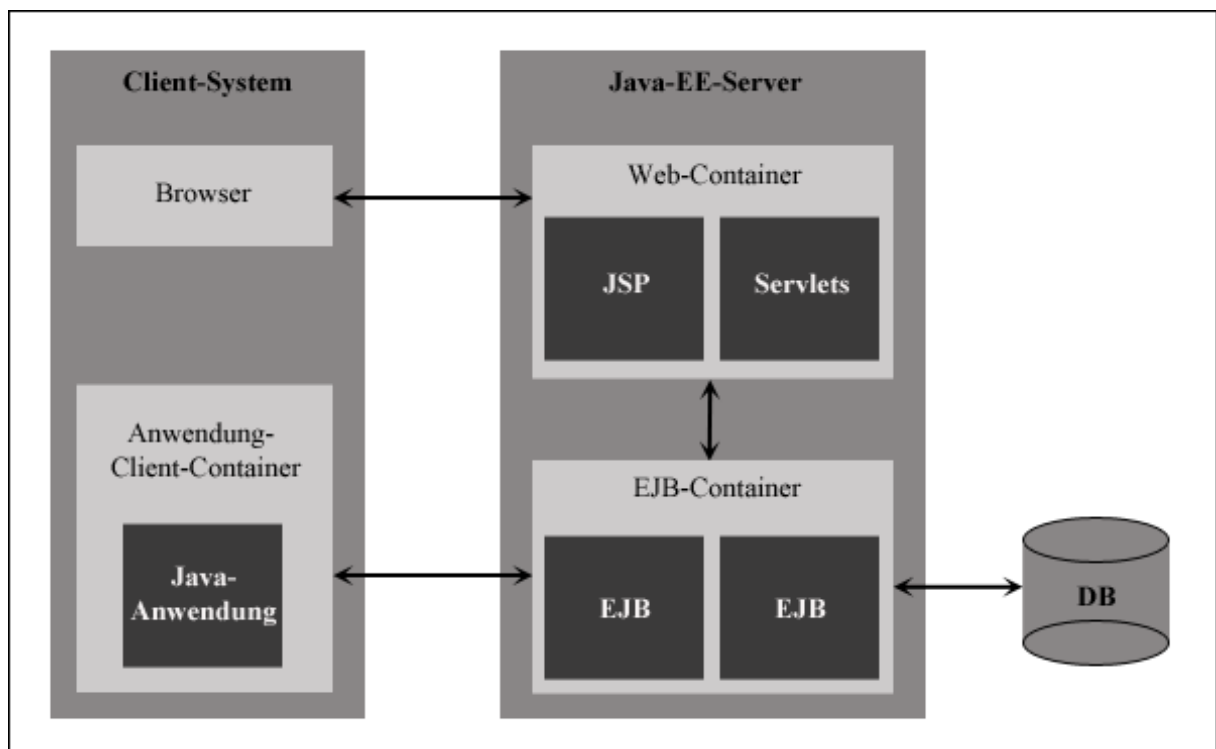 Client-System
Browser
Anwendung-
Client-Container
Java-
Anwendung
Java-EE-Server
Web-Container
JSP
Servlets
EJB-Container
EJB
EJB
DB